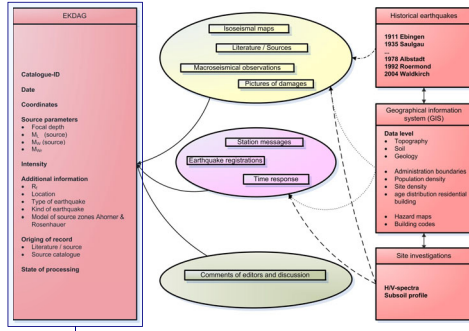 EKDAG
Catalogue-ID
Date
Coordinates
Source parameters
• Focal depth
• ML (source)
• MW (source)
• MW
Intensity
Additional information
• Location
• Type of earthquake
• Kind of earthquake
• Model of source zones Ahorner &
Rosenhauer
Origing of record
• Literature / source
• Source catalogue
State of processing
Isoseismal maps
Literature / Sources
Macroseismical observations
Pictures of damages
Station messages
Earthquake registrations
Time response
Comments of editors and discussion
Historical earthquakes
1911 Ebingen
1935 Saulgau
...
1978 Albstadt
1992 Roermond
2004 Waldkirch
Geographical information
system (GIS)
Data level
• Topography
• Soil
• Geology
• Administration boundaries
• Population density
• Site density
• age distribution residential
building
• Hazard maps
• Building codes
Site investigations
H/V-spectra
Subsoil profile